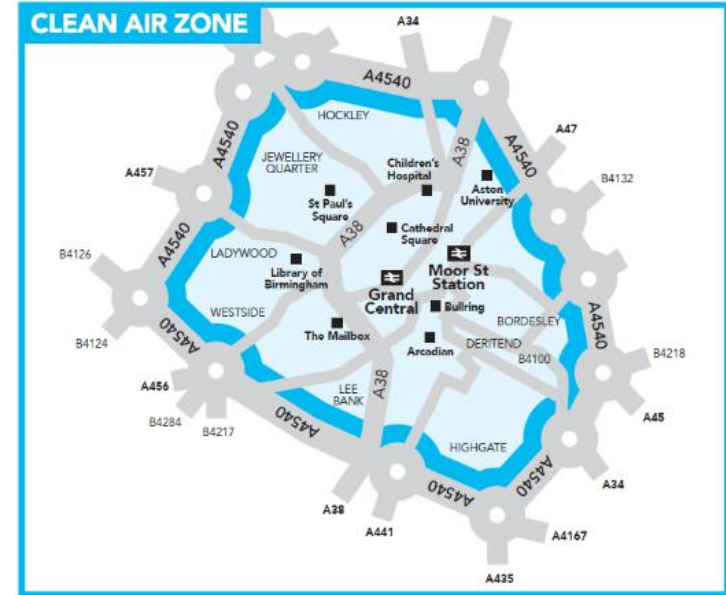 CLEAN AIR ZONE
A34
A4540
HOCKLEY
A38
A4540
A47
A4540
JEWELLERY
QUARTER
Children's
Hospital
B4132
A457
St Paul's
Square
Aston
University
A38
Cathedral
Square
A4540
B4126
LADYWOOD
Library of
Birmingham
Moor St
Station
Grand
Central
Bullring
WESTSIDE
BORDESLEY
A4540
The Mailbox
Arcadian
DERITEND
B4124
A4540
B4100
B4218
A456
LEE
BANK
A38
B4284
B4217
A4540
A45
HIGHGATE
A4540
A4540
A34
A38
A441
A4167
A435